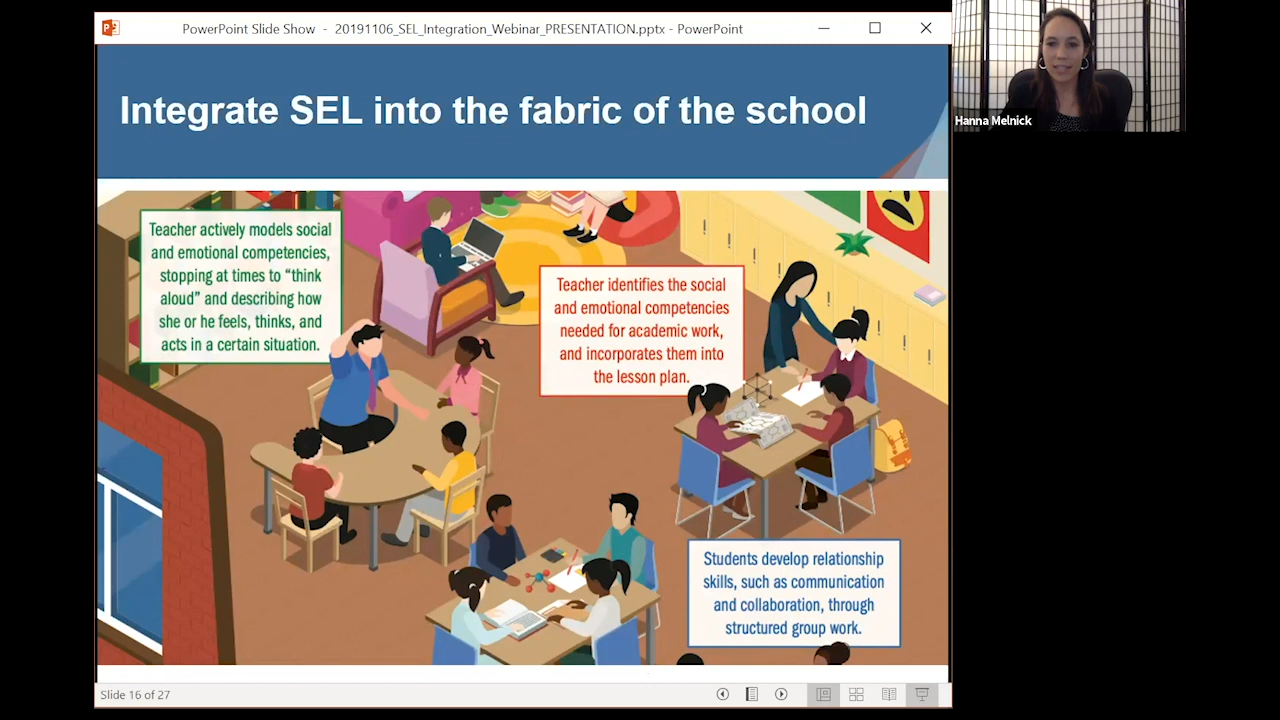 PowerPoint Slide Show - 20191106_SEL_Integration_Webinar_PRESENTATION.pptx - PowerPoint
Hanna Melnick
Integrate SEL into the fabric of the school
Teacher actively models social
and emotional competencies,
stopping at times to “think
aloud” and describing how
she or he feels, thinks, and
acts in a certain situation.
Teacher identifies the social
and emotional competencies
needed for academic work,
and incorporates them into
the lesson plan.
Students develop relationship
skills, such as communication
and collaboration, through
structured group work.
Slide 16 of 27